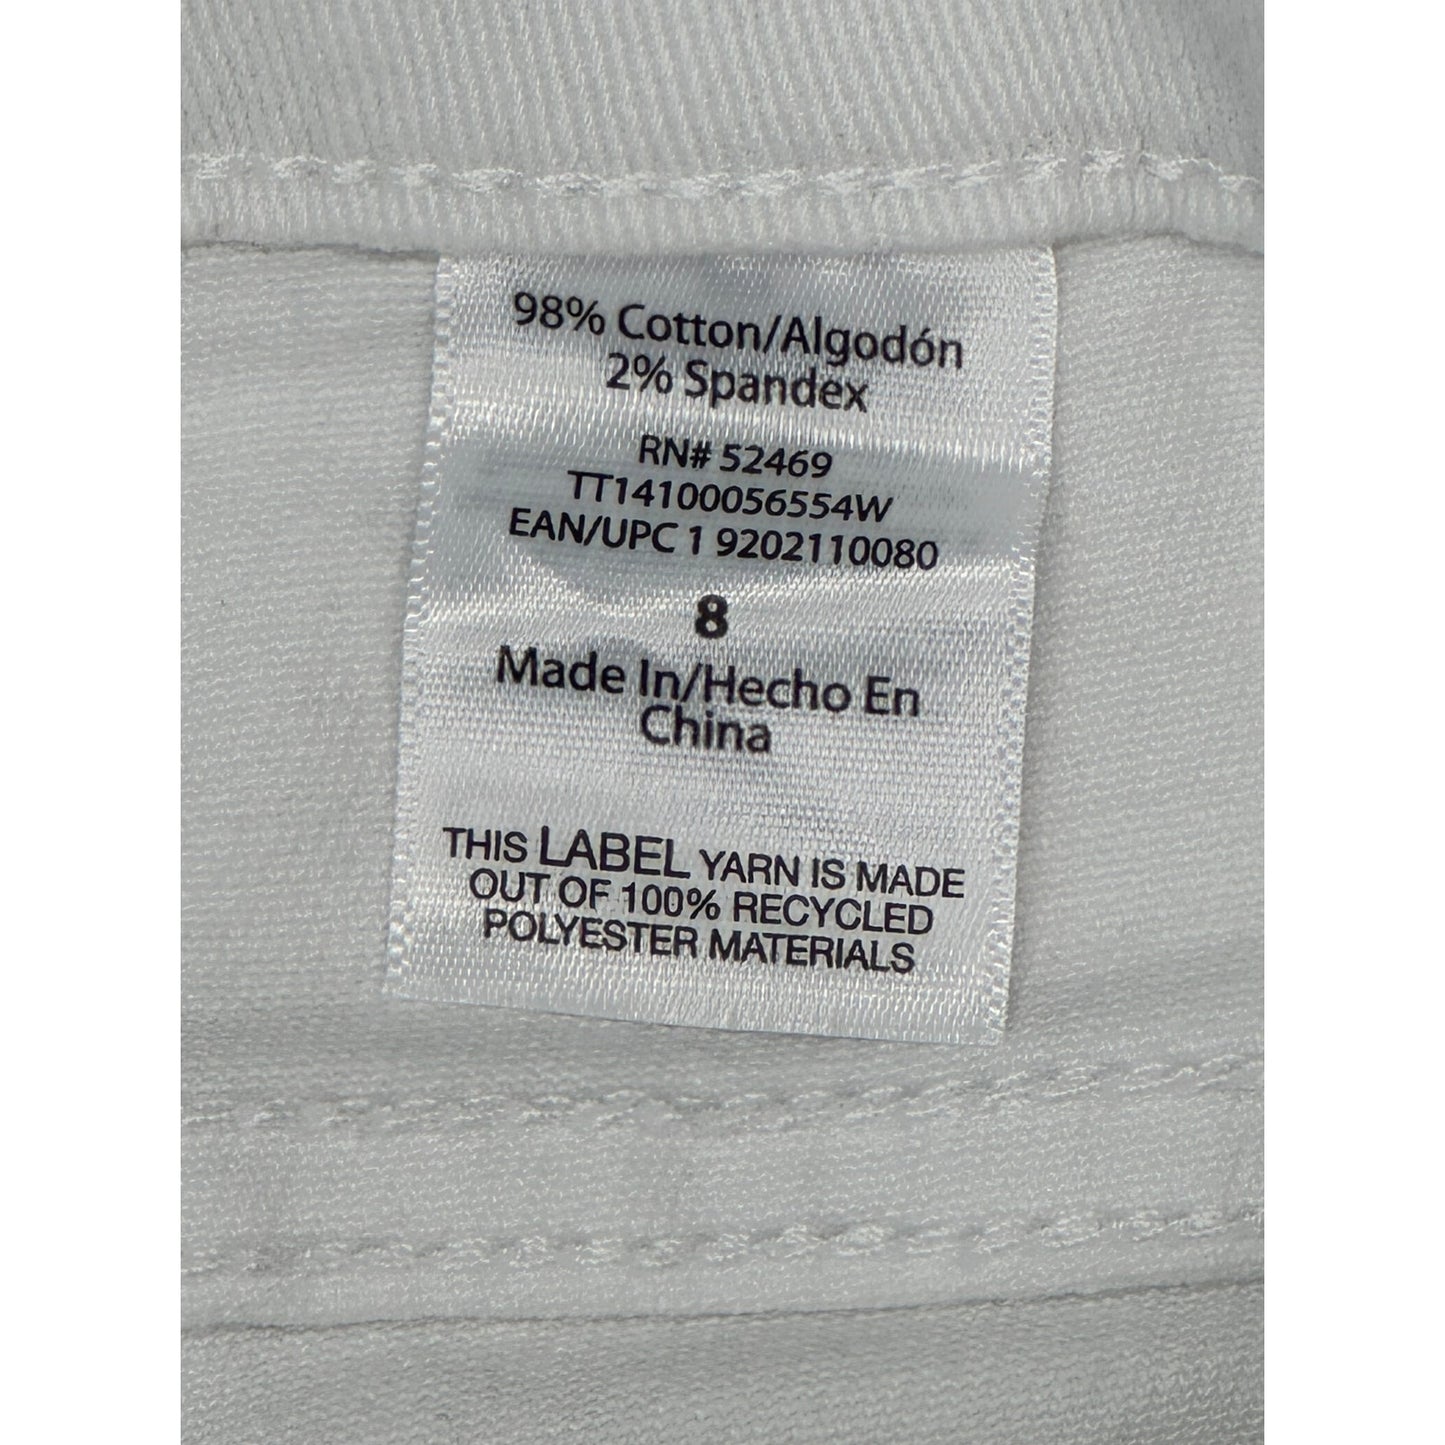 98% Cotton/Algodón
2% Spandex
RN# 52469
TT14100056554W
EAN/UPC 1 9202110080
8
Made In/Hecho En
China
THIS LABEL YARN IS MADE
OUT OF 100% RECYCLED
POLYESTER MATERIALS